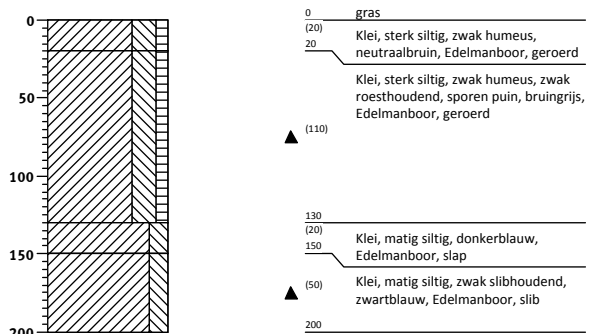 0
50
100
150
200
0
gras
(20)
Klei, sterk siltig, zwak humeus,
neutraalbruin, Edelmanboor, geroerd
20
Klei, sterk siltig, zwak humeus, zwak
roesthoudend, sporen puin, bruingrijs,
Edelmanboor, geroerd
(110)
130
(20)
Klei, matig siltig, donkerblauw,
Edelmanboor, slap
150
Klei, matig siltig, zwak slibhoudend,
zwartblauw, Edelmanboor, slib
(50)
200